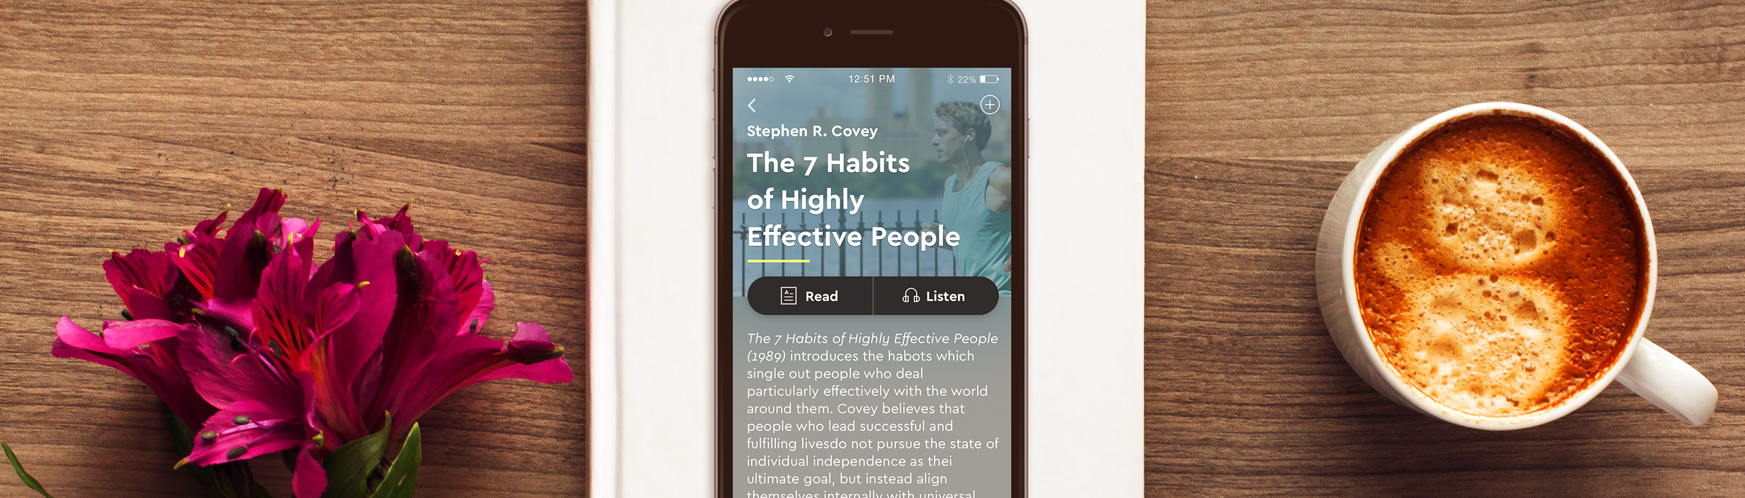 12:51 PM
22%
Stephen R. Covey
The 7 Habits
of Highly
Effective People
Read
Listen
The 7 Habits of Highly Effective People
(1989) introduces the habots which
single out people who deal
particularly effectively with the world
around them. Covey believes that
people who lead successful and
fulfilling livesdo not pursue the state of
individual independence as thei
ultimate goal, but instead align
themselves internally with universal